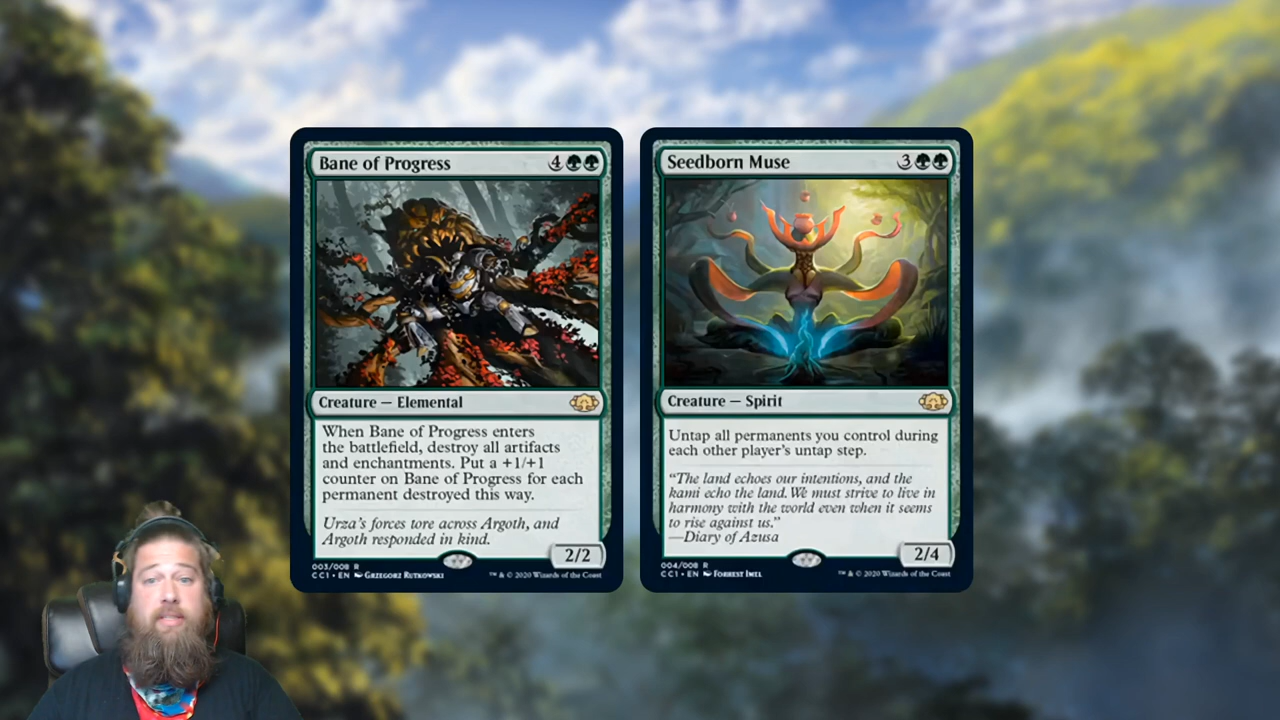 Bane of Progress 4
Creature — Elemental
When Bane of Progress enters
the battlefield, destroy all artifacts
and enchantments. Put a +1/+1
counter on Bane of Progress for each
permanent destroyed this way.
Urza's forces tore across Argoth, and
Argoth responded in kind.
2/2
003/008 R
CC1 • EN Grzegorz Rutkowski
™ & © 2020 Wizards of the Coast
Seedborn Muse 3
Creature — Spirit
Untap all permanents you control during
each other player's untap step.
“The land echoes our intentions, and the
kami echo the land. We must strive to live in
harmony with the world even when it seems
to rise against us.”
—Diary of Azusa
2/4
004/008 R
CC1 • EN Forrest Imel
™ & © 2020 Wizards of the Coast